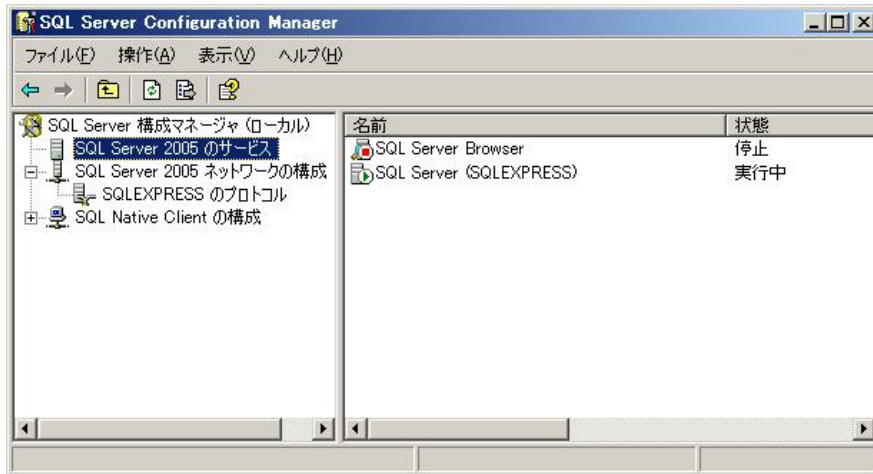 SQL Server Configuration Manager
ファイル(F) 操作(A) 表示(V) ヘルプ(H)
SQL Server 構成マネージャ (ローカル)
SQL Server 2005 のサービス
SQL Server 2005 ネットワークの構成
SQLEXPRESS のプロトコル
SQL Native Client の構成
名前 状態
SQL Server Browser 停止
SQL Server (SQLEXPRESS) 実行中